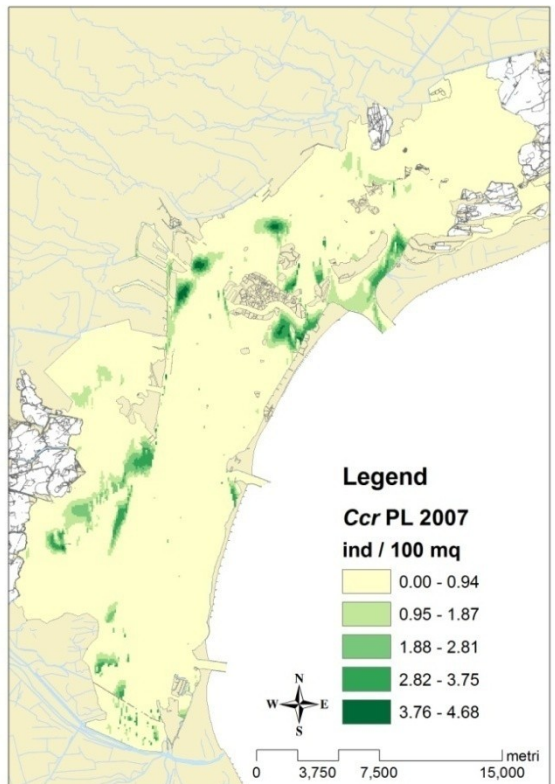 Legend
Ccr PL 2007
ind / 100 mq
0.00 - 0.94
0.95 - 1.87
1.88 - 2.81
2.82 - 3.75
3.76 - 4.68
N
W E
S
metri
0 3,750 7,500 15,000